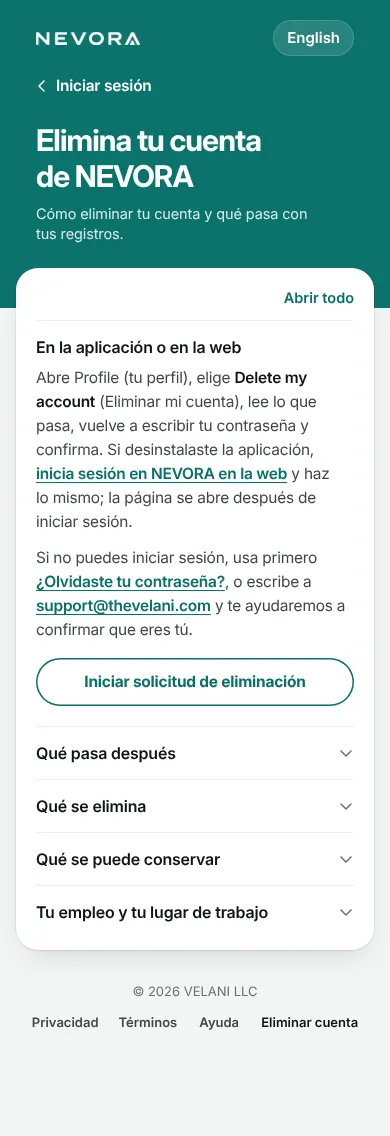 NEVORA
English
Iniciar sesión
Elimina tu cuenta
de NEVORA
Cómo eliminar tu cuenta y qué pasa con
tus registros.
Abrir todo
En la aplicación o en la web
Abre Profile (tu perfil), elige Delete my
account (Eliminar mi cuenta), lee lo que
pasa, vuelve a escribir tu contraseña y
confirma. Si desinstalaste la aplicación,
inicia sesión en NEVORA en la web y haz
lo mismo; la página se abre después de
iniciar sesión.
Si no puedes iniciar sesión, usa primero
¿Olvidaste tu contraseña?, o escribe a
support@thevelani.com y te ayudaremos a
confirmar que eres tú.
Iniciar solicitud de eliminación
Qué pasa después
Qué se elimina
Qué se puede conservar
Tu empleo y tu lugar de trabajo
© 2026 VELANI LLC
Privacidad Términos Ayuda Eliminar cuenta